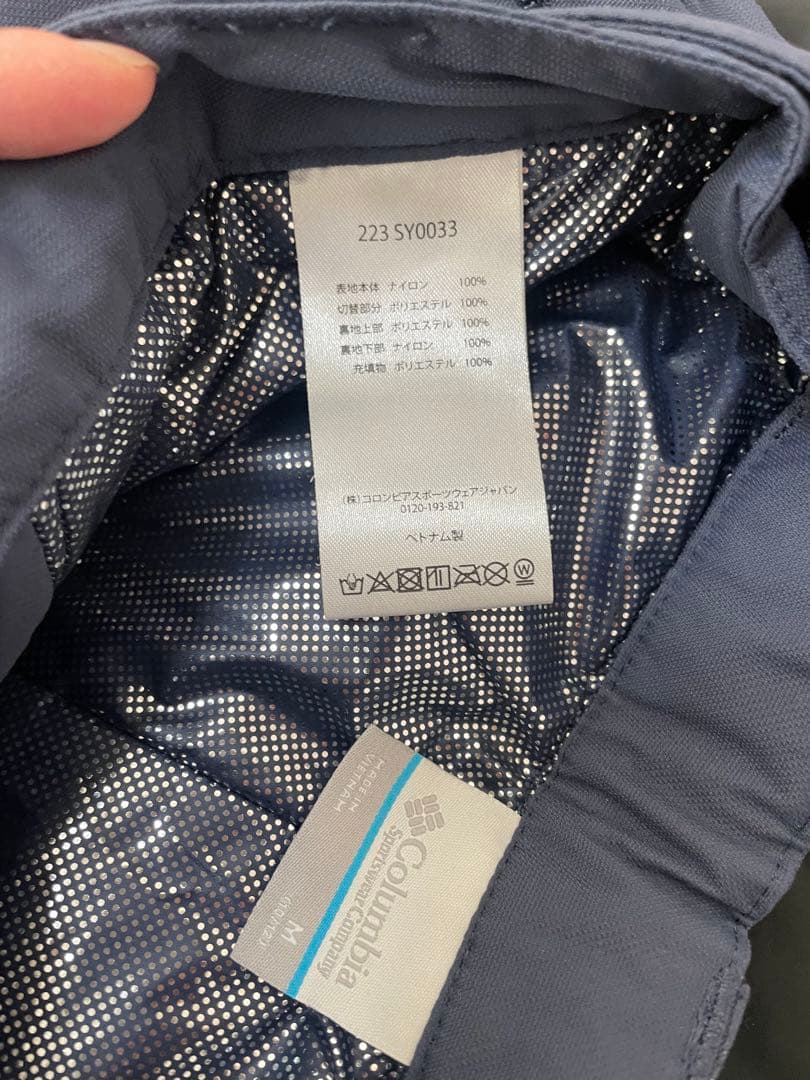 223 SY0033
表地本体 ナイロン 100%
切替部分 ポリエステル 100%
裏地上部 ポリエステル 100%
裏地下部 ナイロン 100%
充填物 ポリエステル 100%
(株)コロンビアスポーツウェアジャパン
0120-193-821
ベトナム製
W
MADE IN
VIETNAM
Columbia
Sportswear Company
M
(10/12)